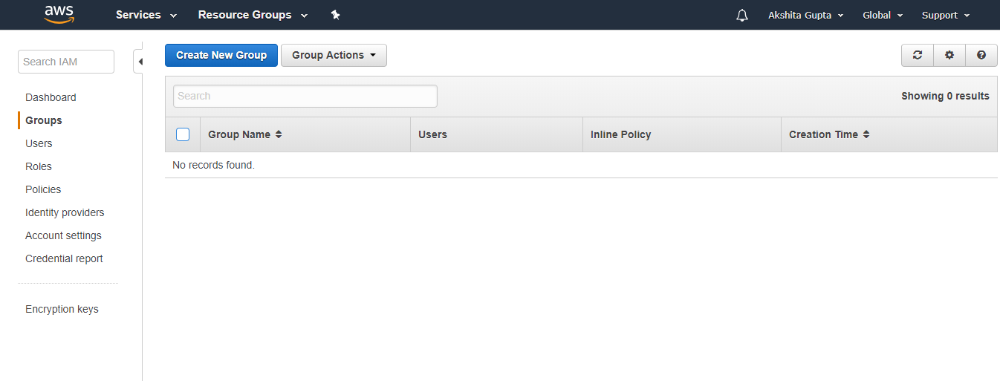 aws Services Resource Groups Akshita Gupta Global Support
Search IAM
Dashboard
Groups
Users
Roles
Policies
Identity providers
Account settings
Credential report
Encryption keys
Create New Group Group Actions
Search Showing 0 results
Group Name Users Inline Policy Creation Time
No records found.